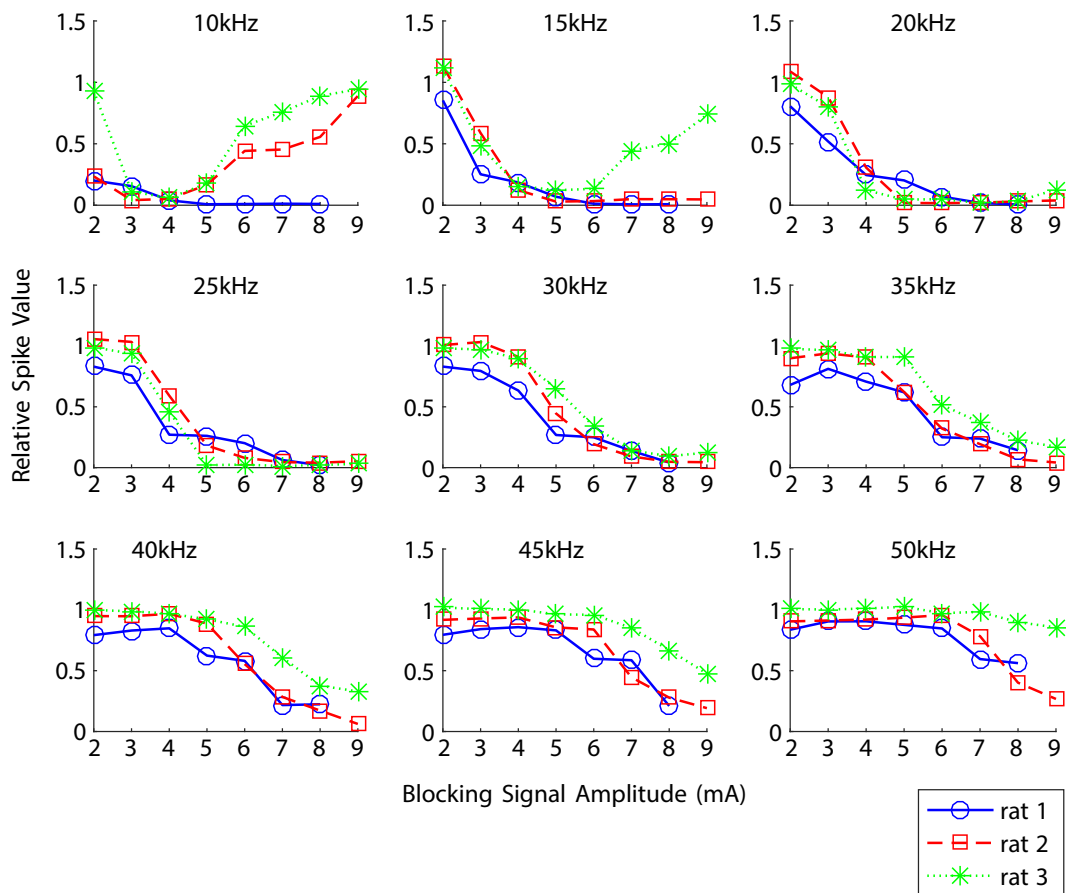 10kHz
15kHz
20kHz
1.5
1
0.5
0
2 3 4 5 6 7 8 9
1.5
1
0.5
0
2 3 4 5 6 7 8 9
1.5
1
0.5
0
2 3 4 5 6 7 8 9
Relative Spike Value
25kHz
30kHz
35kHz
1.5
1
0.5
0
2 3 4 5 6 7 8 9
1.5
1
0.5
0
2 3 4 5 6 7 8 9
1.5
1
0.5
0
2 3 4 5 6 7 8 9
40kHz
45kHz
50kHz
1.5
1
0.5
0
2 3 4 5 6 7 8 9
1.5
1
0.5
0
2 3 4 5 6 7 8 9
1.5
1
0.5
0
2 3 4 5 6 7 8 9
Blocking Signal Amplitude (mA)
rat 1
rat 2
rat 3